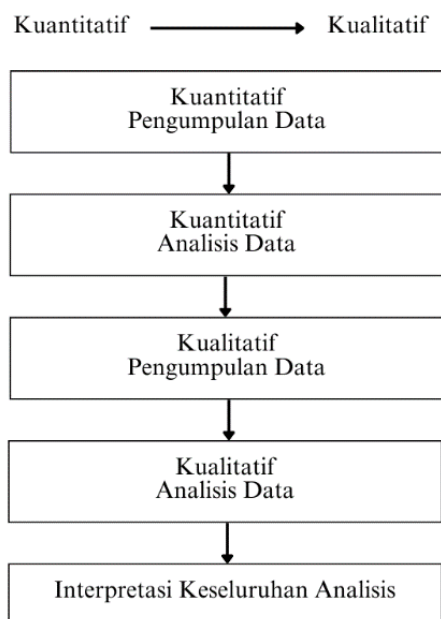 Kuantitatif Kualitatif
Kuantitatif
Pengumpulan Data
Kuantitatif
Analisis Data
Kualitatif
Pengumpulan Data
Kualitatif
Analisis Data
Interpretasi Keseluruhan Analisis